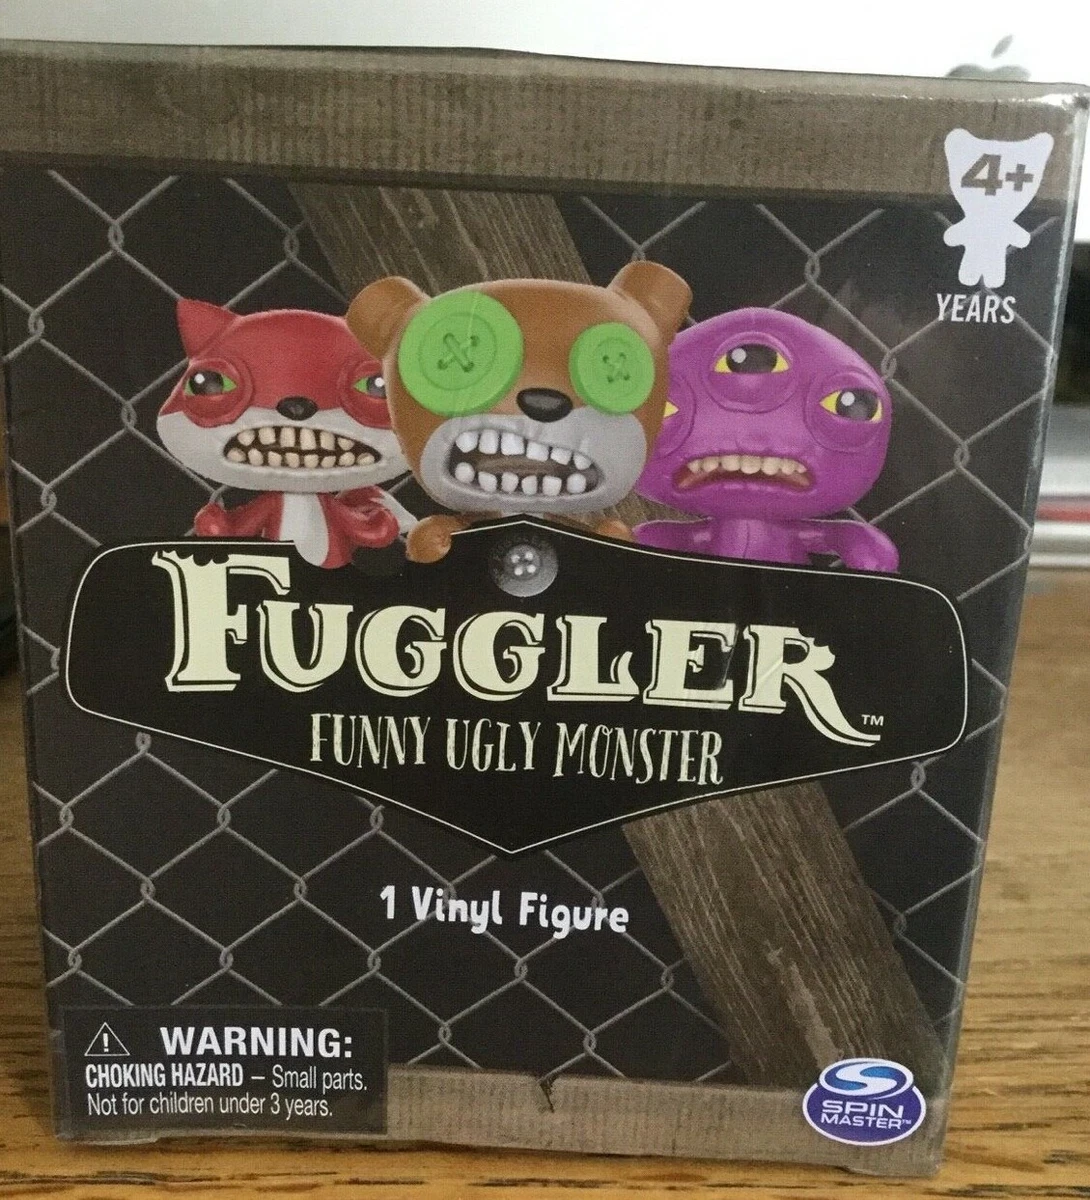 4+
YEARS
FUGGLER™
FUNNY UGLY MONSTER
1 Vinyl Figure
WARNING:
CHOKING HAZARD – Small parts.
Not for children under 3 years.
SPIN
MASTER™